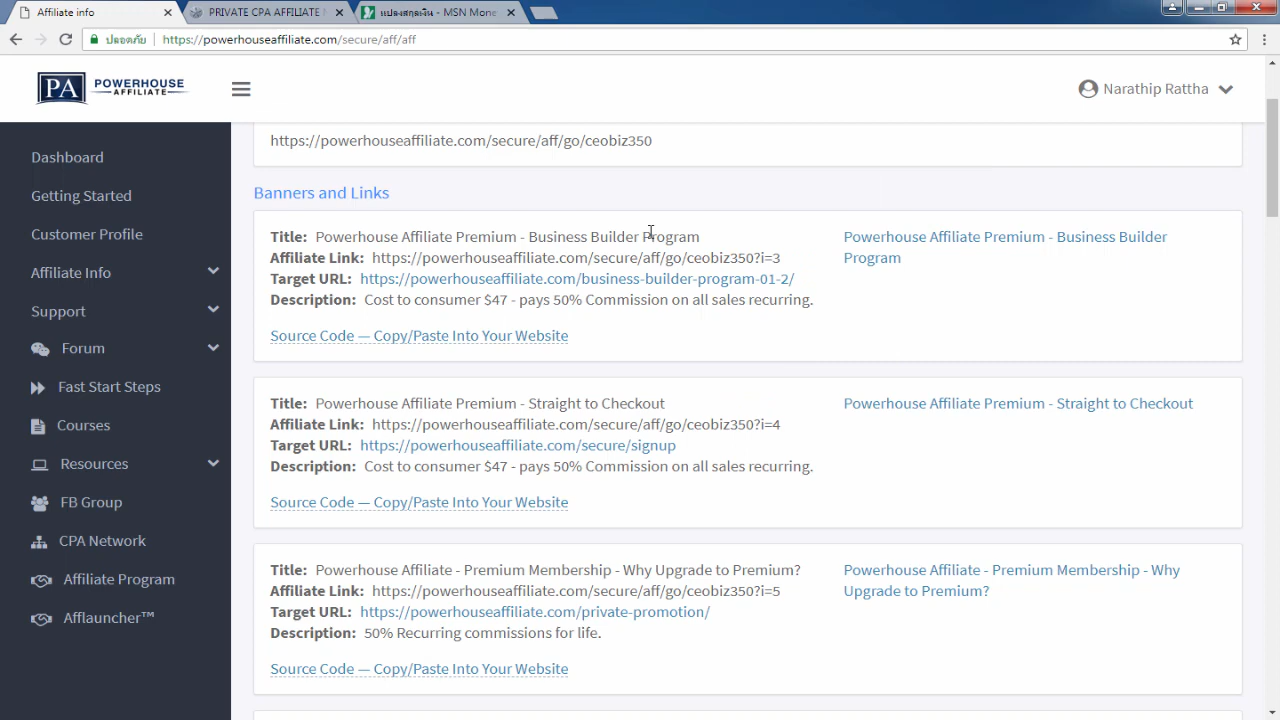 Affiliate info
PRIVATE CPA AFFILIATE
แปลงสกุลเงิน - MSN Mone
ปลอดภัย https://powerhouseaffiliate.com/secure/aff/aff
PA POWERHOUSE
AFFILIATE
Narathip Rattha
Dashboard
Getting Started
Customer Profile
Affiliate Info
Support
Forum
Fast Start Steps
Courses
Resources
FB Group
CPA Network
Affiliate Program
Afflauncher™
https://powerhouseaffiliate.com/secure/aff/go/ceobiz350
Banners and Links
Title: Powerhouse Affiliate Premium - Business Builder Program
Affiliate Link: https://powerhouseaffiliate.com/secure/aff/go/ceobiz350?i=3
Target URL: https://powerhouseaffiliate.com/business-builder-program-01-2/
Description: Cost to consumer $47 - pays 50% Commission on all sales recurring.
Source Code — Copy/Paste Into Your Website
Powerhouse Affiliate Premium - Business Builder
Program
Title: Powerhouse Affiliate Premium - Straight to Checkout
Affiliate Link: https://powerhouseaffiliate.com/secure/aff/go/ceobiz350?i=4
Target URL: https://powerhouseaffiliate.com/secure/signup
Description: Cost to consumer $47 - pays 50% Commission on all sales recurring.
Source Code — Copy/Paste Into Your Website
Powerhouse Affiliate Premium - Straight to Checkout
Title: Powerhouse Affiliate - Premium Membership - Why Upgrade to Premium?
Affiliate Link: https://powerhouseaffiliate.com/secure/aff/go/ceobiz350?i=5
Target URL: https://powerhouseaffiliate.com/private-promotion/
Description: 50% Recurring commissions for life.
Source Code — Copy/Paste Into Your Website
Powerhouse Affiliate - Premium Membership - Why
Upgrade to Premium?